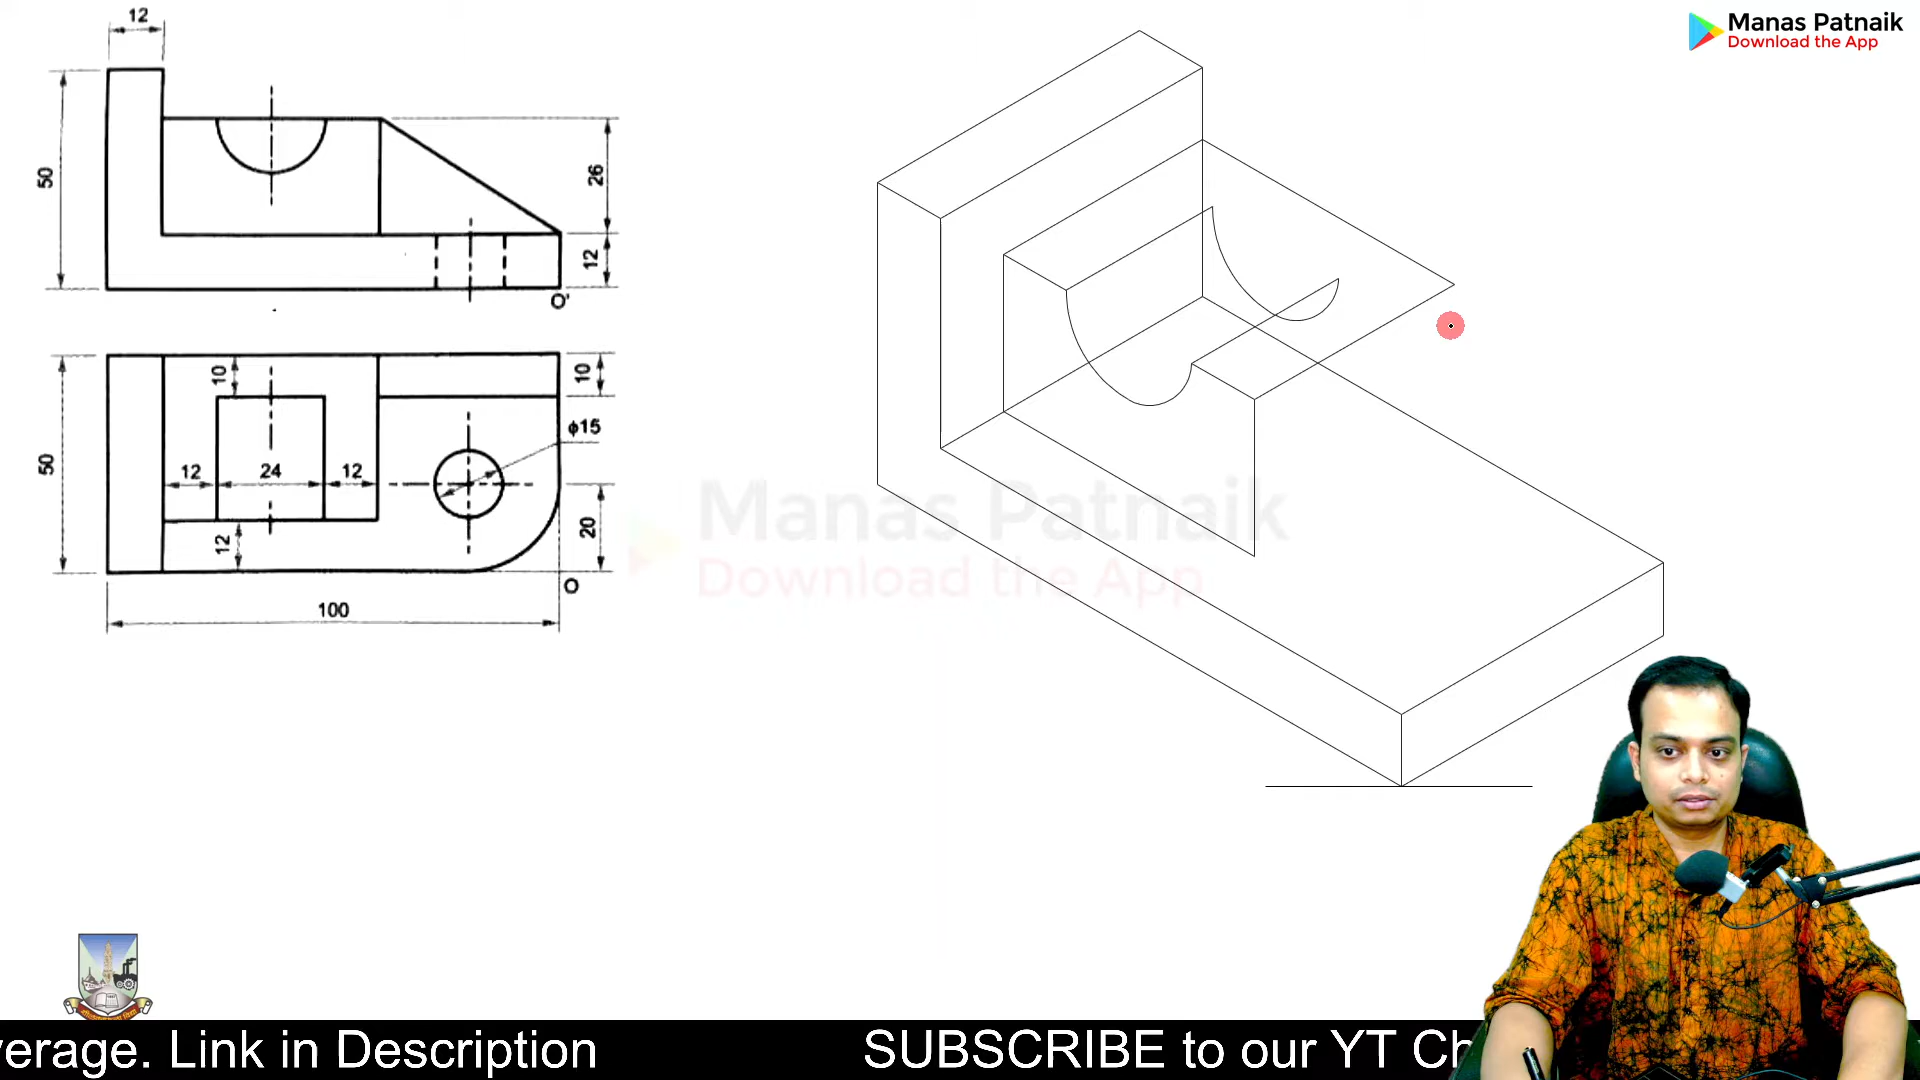 12
50
26
12
O'
10
10
ϕ15
50
12
24
12
12
20
O
100
Manas Patnaik
Download the App
Manas Patnaik
Download the App
verage. Link in Description
SUBSCRIBE to our YT Ch